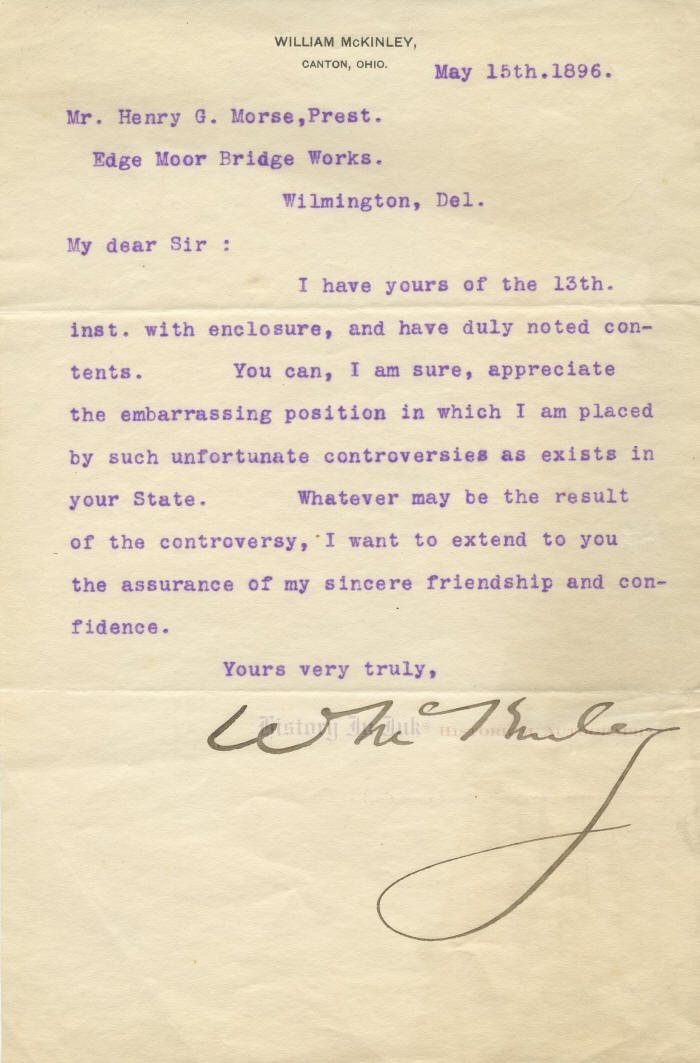 WILLIAM McKINLEY,
CANTON, OHIO.
May 15th.1896.
Mr. Henry G. Morse,Prest.
Edge Moor Bridge Works.
Wilmington, Del.
My dear Sir :
I have yours of the 13th.
inst. with enclosure, and have duly noted con-
tents. You can, I am sure, appreciate
the embarrassing position in which I am placed
by such unfortunate controversies as exists in
your State. Whatever may be the result
of the controversy, I want to extend to you
the assurance of my sincere friendship and con-
fidence.
Yours very truly,
W McKinley
History In Ink